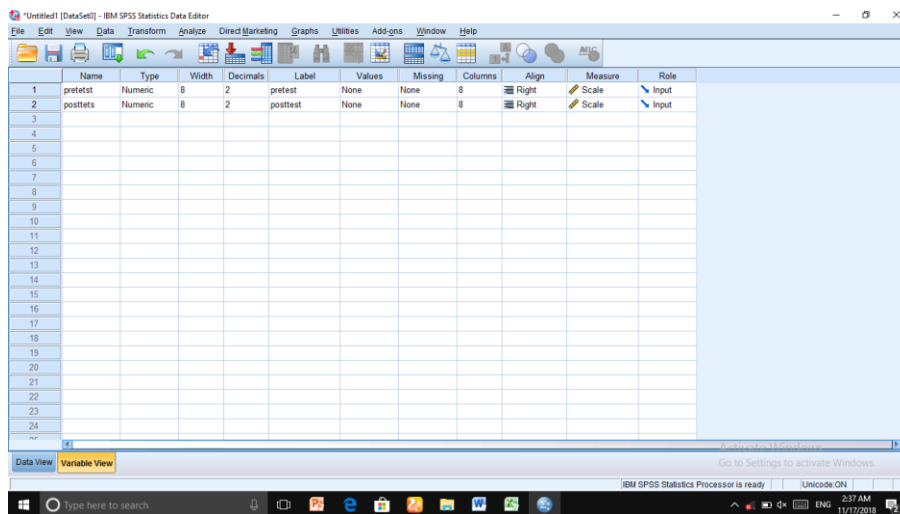 *Untitled1 [DataSet0] - IBM SPSS Statistics Data Editor
File Edit View Data Transform Analyze Direct Marketing Graphs Utilities Add-ons Window Help
Name Type Width Decimals Label Values Missing Columns Align Measure Role
1 pretetst Numeric 8 2 pretest None None 8 Right Scale Input
2 posttets Numeric 8 2 posttest None None 8 Right Scale Input
3
4
5
6
7
8
9
10
11
12
13
14
15
16
17
18
19
20
21
22
23
24
Activate Windows
Data View Variable View Go to Settings to activate Windows.
IBM SPSS Statistics Processor is ready Unicode:ON
Type here to search ENG 2:37 AM
11/17/2018